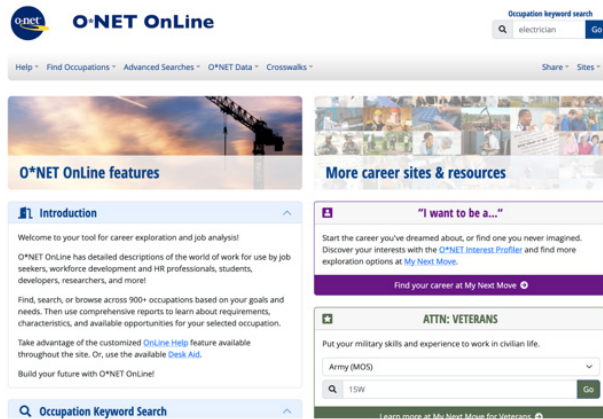 o·net
O*NET OnLine
Occupation keyword search
electrician
Go
Help
Find Occupations
Advanced Searches
O*NET Data
Crosswalks
Share
Sites
O*NET OnLine features
More career sites & resources
Introduction
Welcome to your tool for career exploration and job analysis!
O*NET OnLine has detailed descriptions of the world of work for use by job
seekers, workforce development and HR professionals, students,
developers, researchers, and more!
Find, search, or browse across 900+ occupations based on your goals and
needs. Then use comprehensive reports to learn about requirements,
characteristics, and available opportunities for your selected occupation.
Take advantage of the customized OnLine Help feature available
throughout the site. Or, use the available Desk Aid.
Build your future with O*NET OnLine!
Occupation Keyword Search
"I want to be a..."
Start the career you've dreamed about, or find one you never imagined.
Discover your interests with the O*NET Interest Profiler and find more
exploration options at My Next Move.
Find your career at My Next Move
ATTN: VETERANS
Put your military skills and experience to work in civilian life.
Army (MOS)
15W
Go
Learn more at My Next Move for Veterans